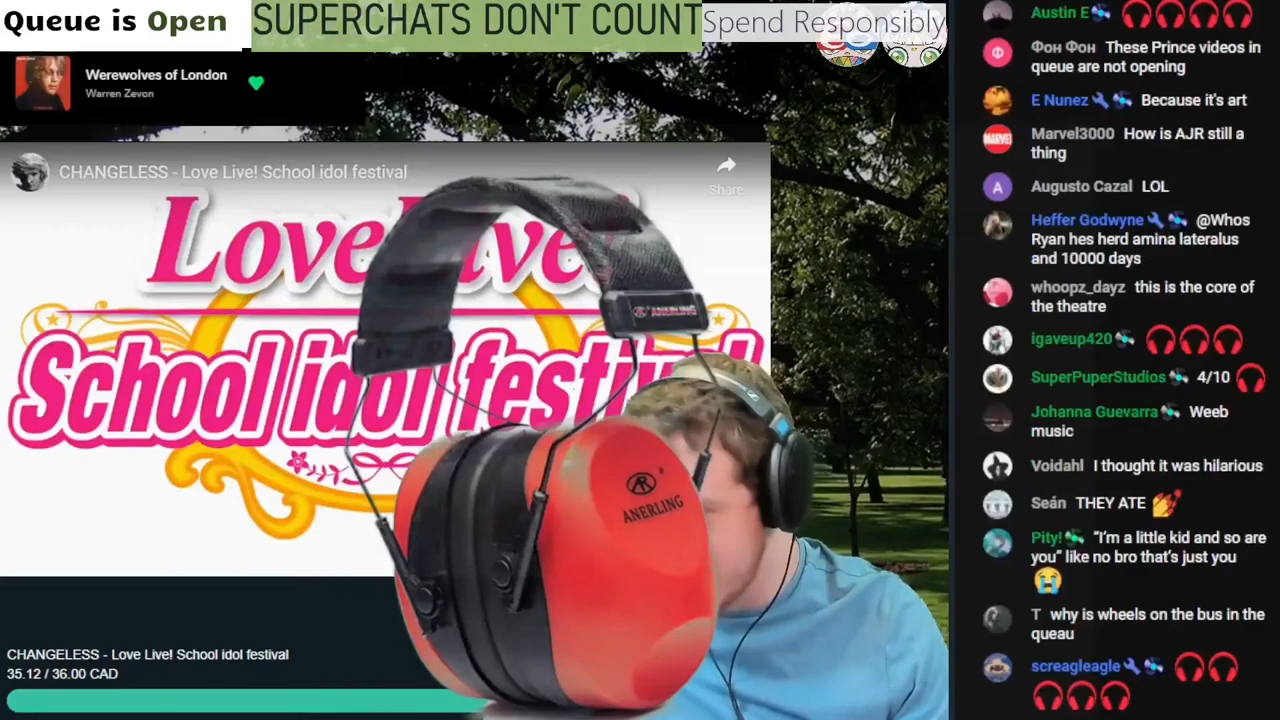 Queue is Open
SUPERCHATS DON'T COUNT
Spend Responsibly
Werewolves of London
Warren Zevon
CHANGELESS - Love Live! School idol festival
Share
Love Live!
School idol festival
ANERLING
AR
ANERLING
CHANGELESS - Love Live! School idol festival
35.12 / 36.00 CAD
Austin E
Ф
Фон Фон These Prince videos in
queue are not opening
E Nunez Because it's art
MARVEL
Marvel3000 How is AJR still a
thing
A
Augusto Cazal LOL
Heffer Godwyne @Whos
Ryan hes herd amina lateralus
and 10000 days
whoopz_dayz this is the core of
the theatre
igaveup420
SuperPuperStudios 4/10
Johanna Guevarra Weeb
music
Voidahl I thought it was hilarious
Seán THEY ATE
Pity! "I'm a little kid and so are
you" like no bro that's just you
T why is wheels on the bus in the
queau
screagleagle